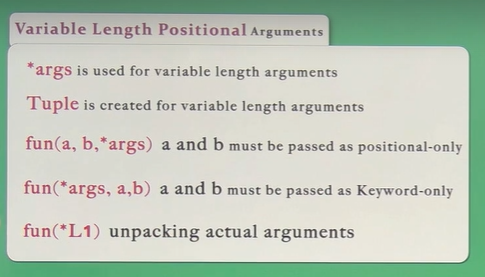 Variable Length Positional Arguments
*args is used for variable length arguments
Tuple is created for variable length arguments
fun(a, b,*args) a and b must be passed as positional-only
fun(*args, a,b) a and b must be passed as Keyword-only
fun(*L1) unpacking actual arguments